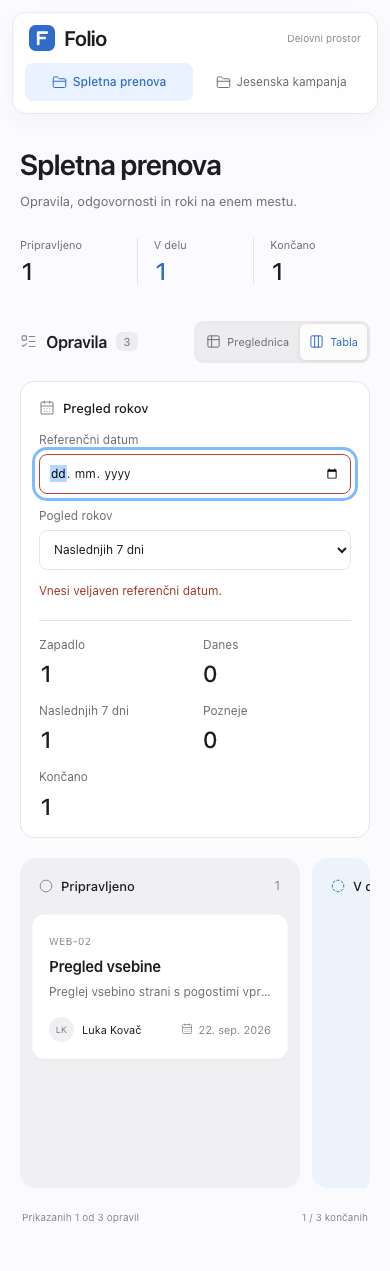 Folio
Delovni prostor
Spletna prenova
Jesenska kampanja
Spletna prenova
Opravila, odgovornosti in roki na enem mestu.
Pripravljeno
1
V delu
1
Končano
1
Opravila 3
Preglednica
Tabla
Pregled rokov
Referenčni datum
dd. mm. yyyy
Pogled rokov
Naslednjih 7 dni
Vnesi veljaven referenčni datum.
Zapadlo
1
Danes
0
Naslednjih 7 dni
1
Pozneje
0
Končano
1
Pripravljeno 1
WEB-02
Pregled vsebine
Preglej vsebino strani s pogostimi vpr...
LK Luka Kovač
22. sep. 2026
V d
Prikazanih 1 od 3 opravil
1 / 3 končanih